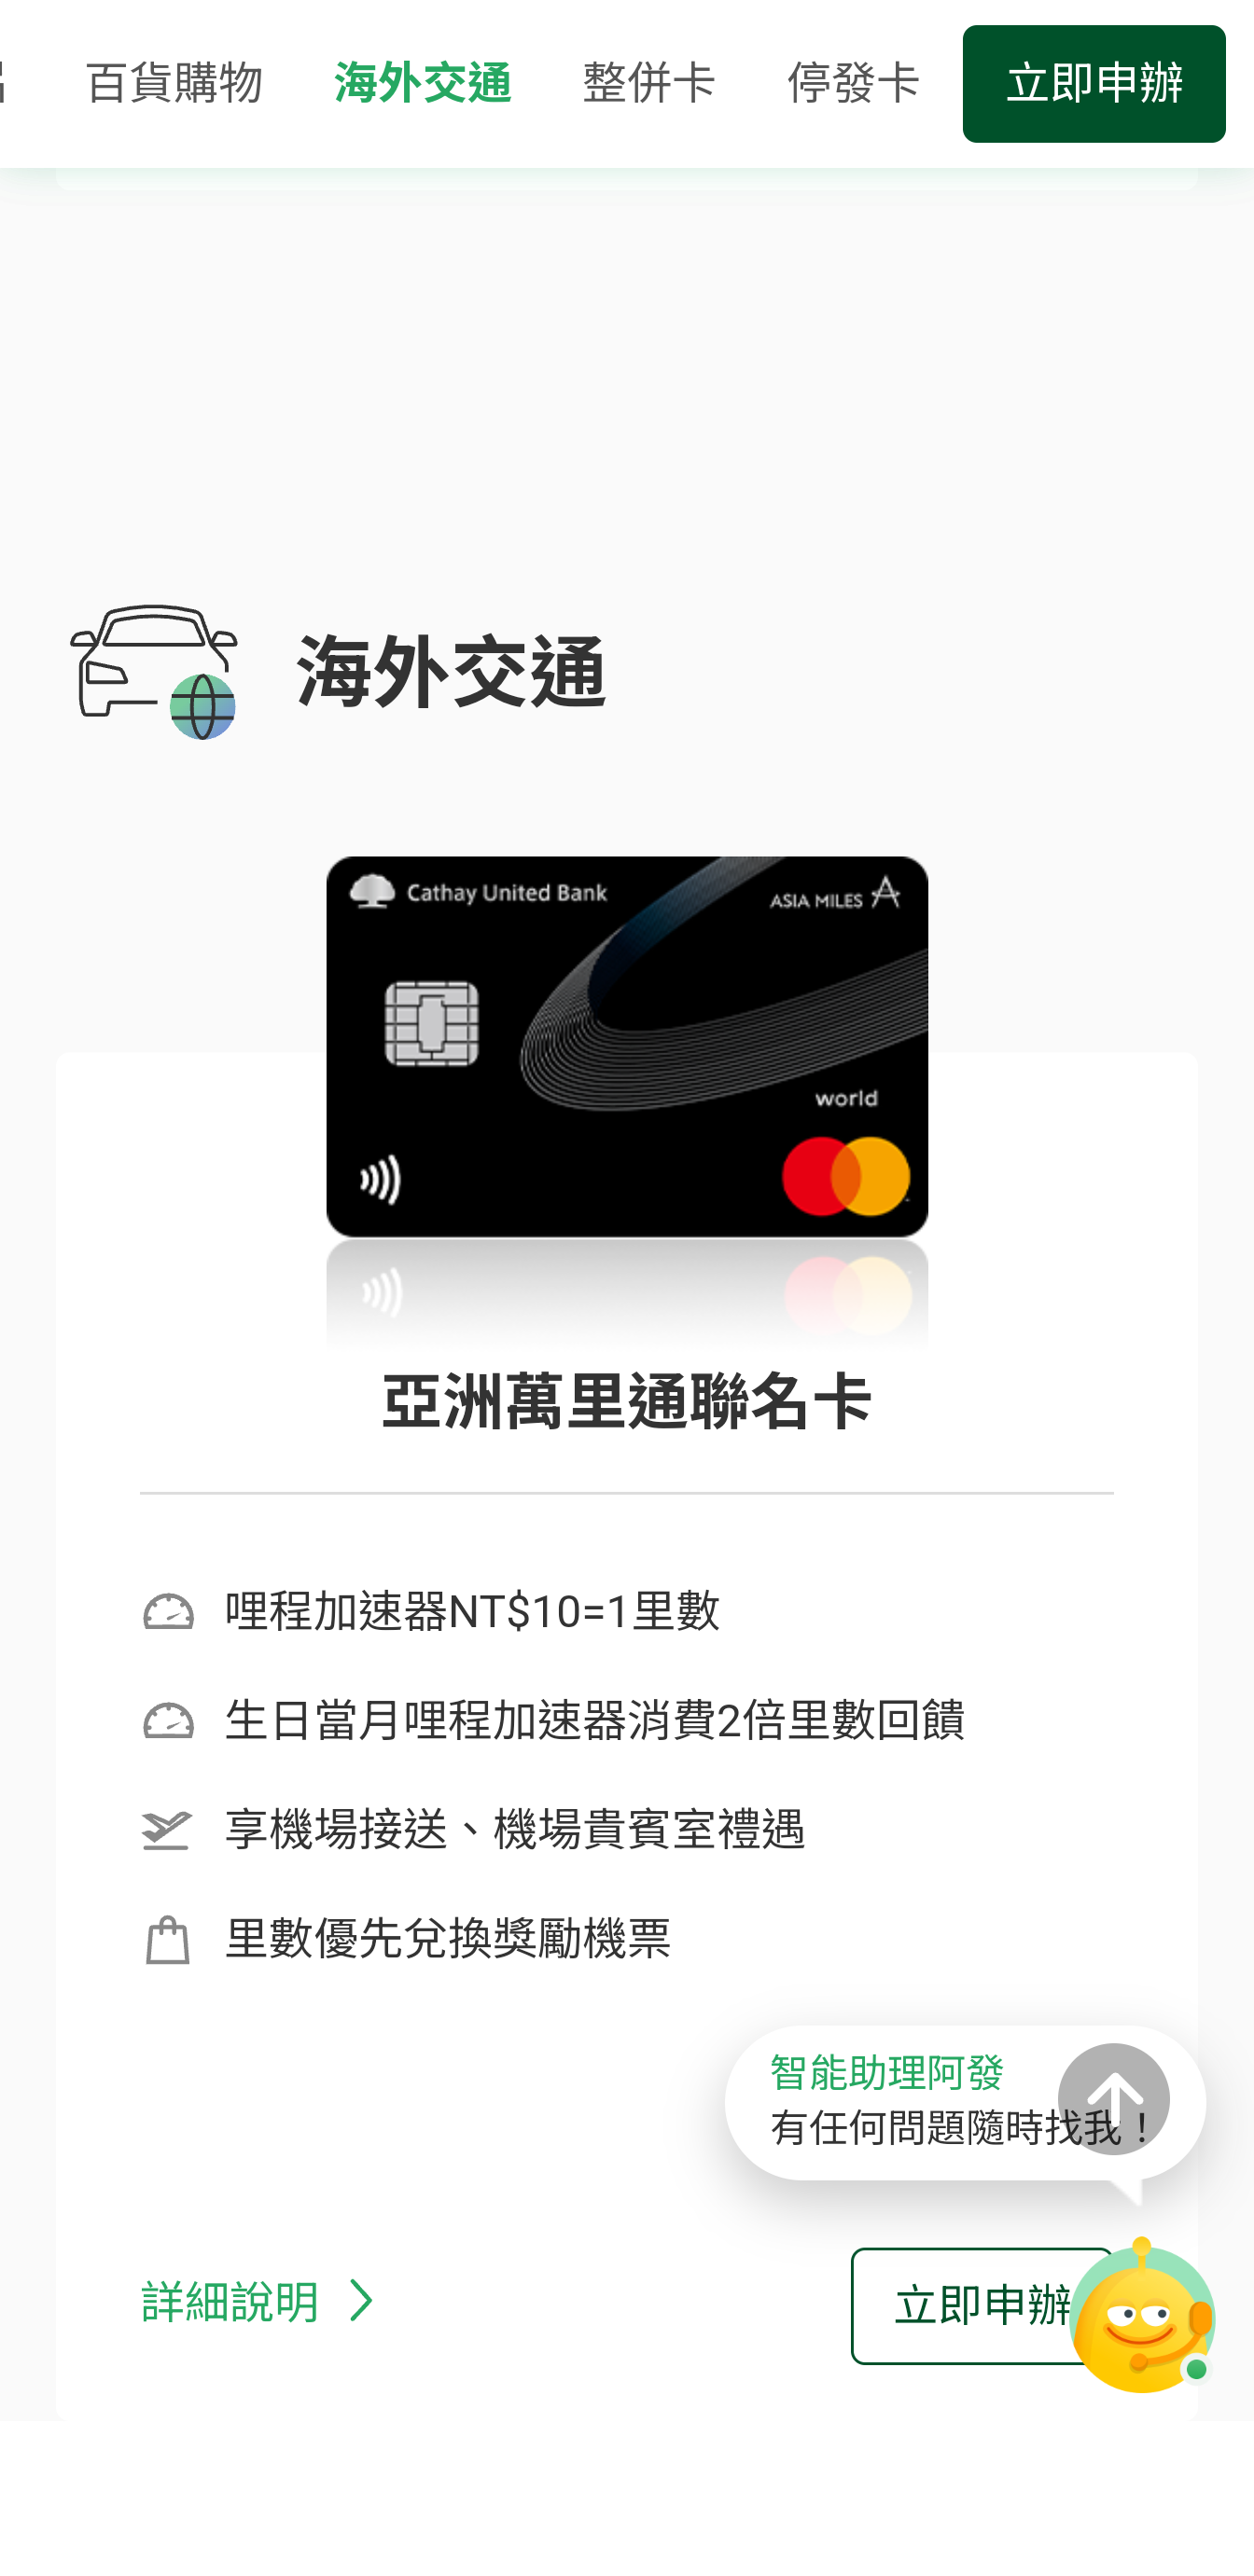 百貨購物
海外交通
整併卡
停發卡
立即申辦
海外交通
Cathay United Bank
ASIA MILES
world
亞洲萬里通聯名卡
哩程加速器NT$10=1里數
生日當月哩程加速器消費2倍里數回饋
享機場接送、機場貴賓室禮遇
里數優先兌換獎勵機票
智能助理阿發
有任何問題隨時找我！
詳細說明
立即申辦